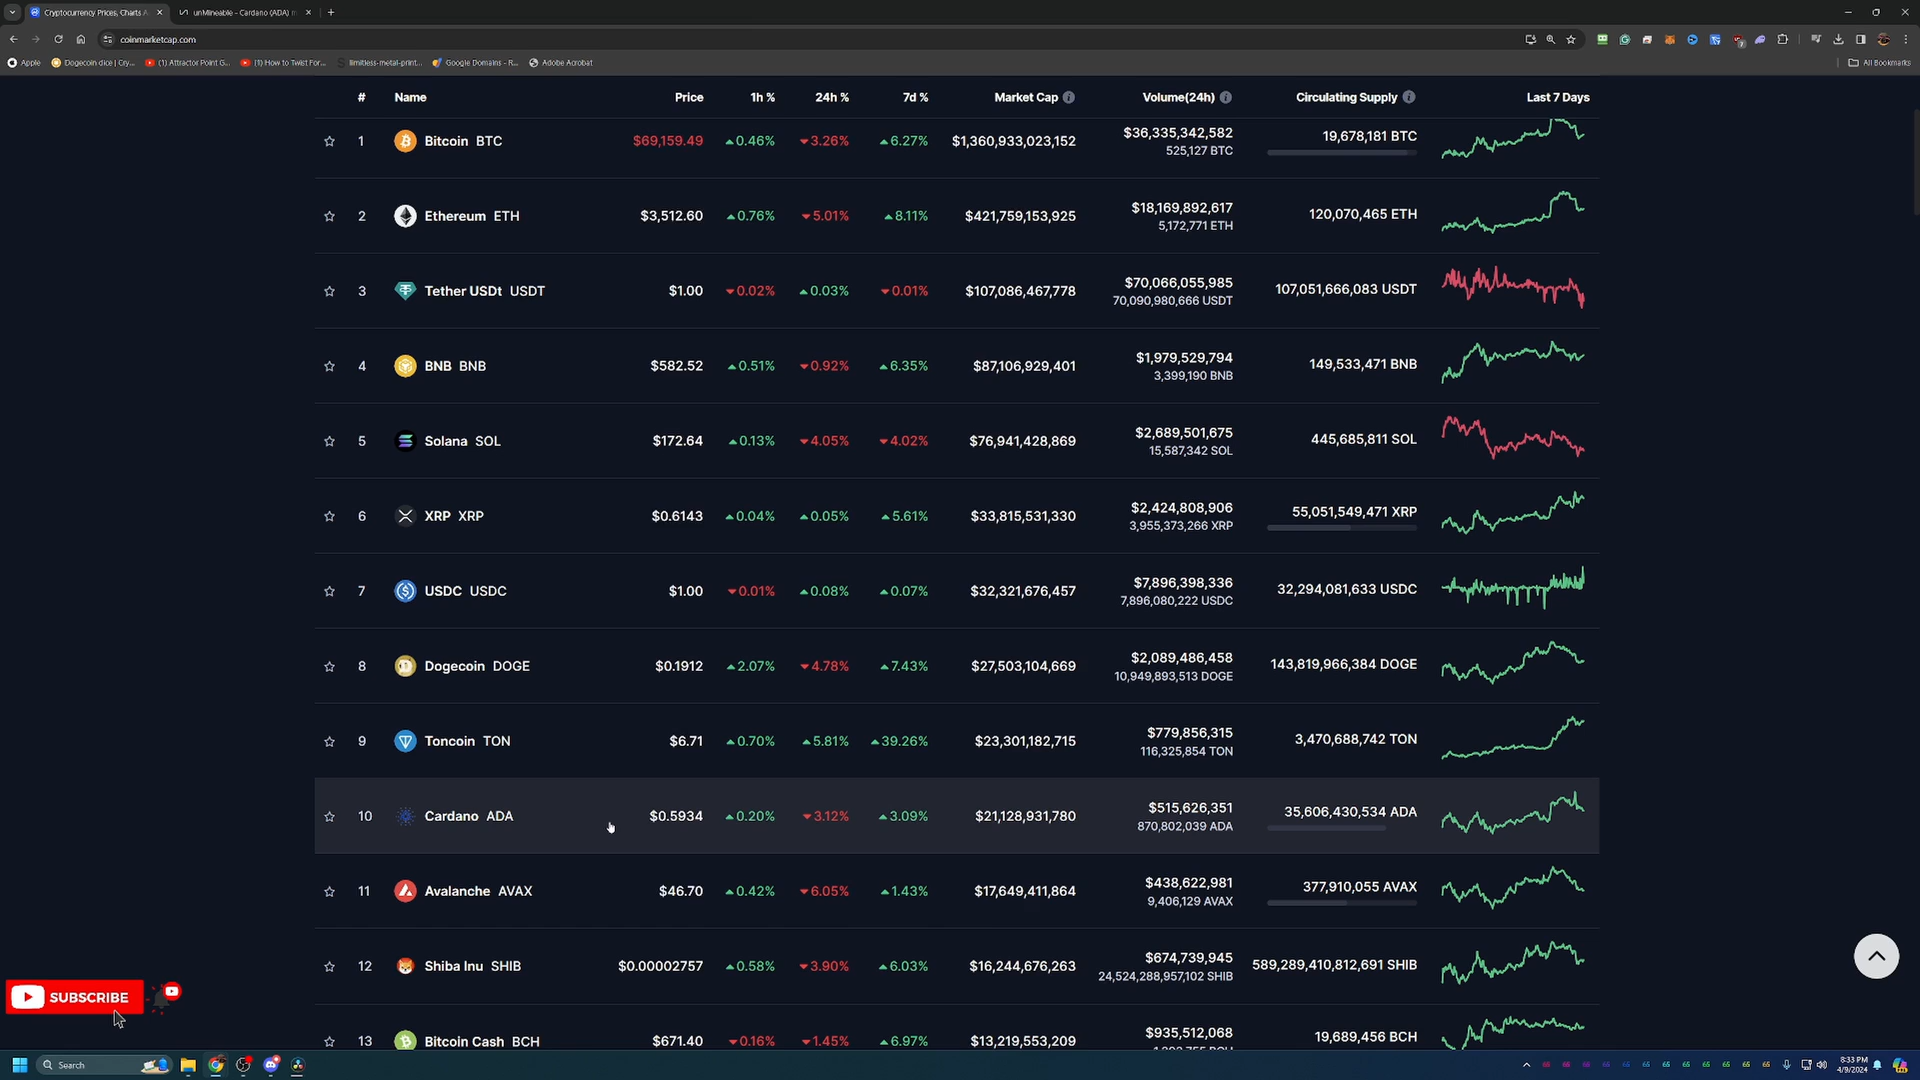 Cryptocurrency Prices, Charts A
unMineable - Cardano (ADA) m
coinmarketcap.com
Apple
Dogecoin dice | Cry...
(1) Attractor Point G...
(1) How to Twist For...
limitless-metal-print...
Google Domains - R...
Adobe Acrobat
All Bookmarks
# Name Price 1h % 24h % 7d % Market Cap Volume(24h) Circulating Supply Last 7 Days
1 Bitcoin BTC $69,159.49 0.46% 3.26% 6.27% $1,360,933,023,152 $36,335,342,582 19,678,181 BTC
525,127 BTC
2 Ethereum ETH $3,512.60 0.76% 5.01% 8.11% $421,759,153,925 $18,169,892,617 120,070,465 ETH
5,172,771 ETH
3 Tether USDt USDT $1.00 0.02% 0.03% 0.01% $107,086,467,778 $70,066,055,985 107,051,666,083 USDT
70,090,980,666 USDT
4 BNB BNB $582.52 0.51% 0.92% 6.35% $87,106,929,401 $1,979,529,794 149,533,471 BNB
3,399,190 BNB
5 Solana SOL $172.64 0.13% 4.05% 4.02% $76,941,428,869 $2,689,501,675 445,685,811 SOL
15,587,342 SOL
6 XRP XRP $0.6143 0.04% 0.05% 5.61% $33,815,531,330 $2,424,808,906 55,051,549,471 XRP
3,955,373,266 XRP
7 USDC USDC $1.00 0.01% 0.08% 0.07% $32,321,676,457 $7,896,398,336 32,294,081,633 USDC
7,896,080,222 USDC
8 Dogecoin DOGE $0.1912 2.07% 4.78% 7.43% $27,503,104,669 $2,089,486,458 143,819,966,384 DOGE
10,949,893,513 DOGE
9 Toncoin TON $6.71 0.70% 5.81% 39.26% $23,301,182,715 $779,856,315 3,470,688,742 TON
116,325,854 TON
10 Cardano ADA $0.5934 0.20% 3.12% 3.09% $21,128,931,780 $515,626,351 35,606,430,534 ADA
870,802,039 ADA
11 Avalanche AVAX $46.70 0.42% 6.05% 1.43% $17,649,411,864 $438,622,981 377,910,055 AVAX
9,406,129 AVAX
12 Shiba Inu SHIB $0.00002757 0.58% 3.90% 6.03% $16,244,676,263 $674,739,945 589,289,410,812,691 SHIB
24,524,288,957,102 SHIB
13 Bitcoin Cash BCH $671.40 0.16% 1.45% 6.97% $13,219,553,209 $935,512,068 19,689,456 BCH
SUBSCRIBE
Search
8:33 PM
4/9/2024